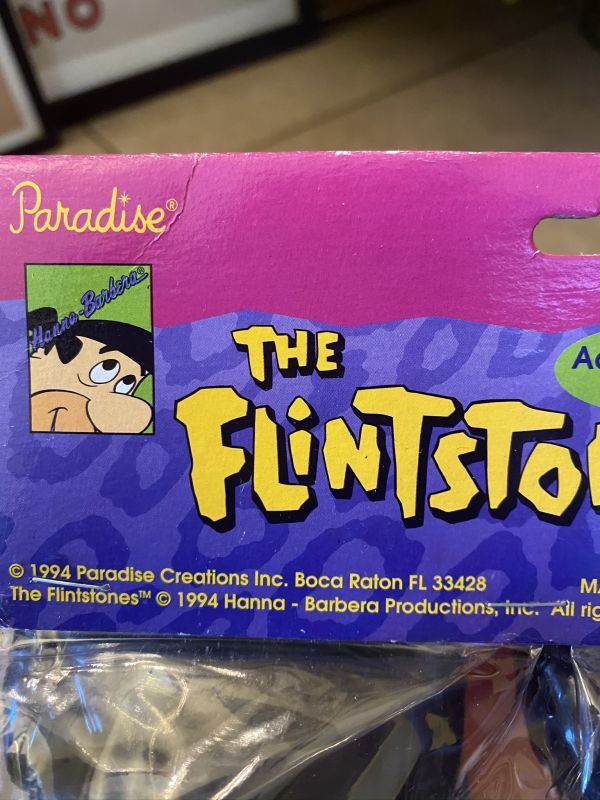 NO
Paradise®
Hanna-Barbera®
THE
FLiNTSTO
© 1994 Paradise Creations Inc. Boca Raton FL 33428
The Flintstones™ © 1994 Hanna - Barbera Productions, Inc. All rig